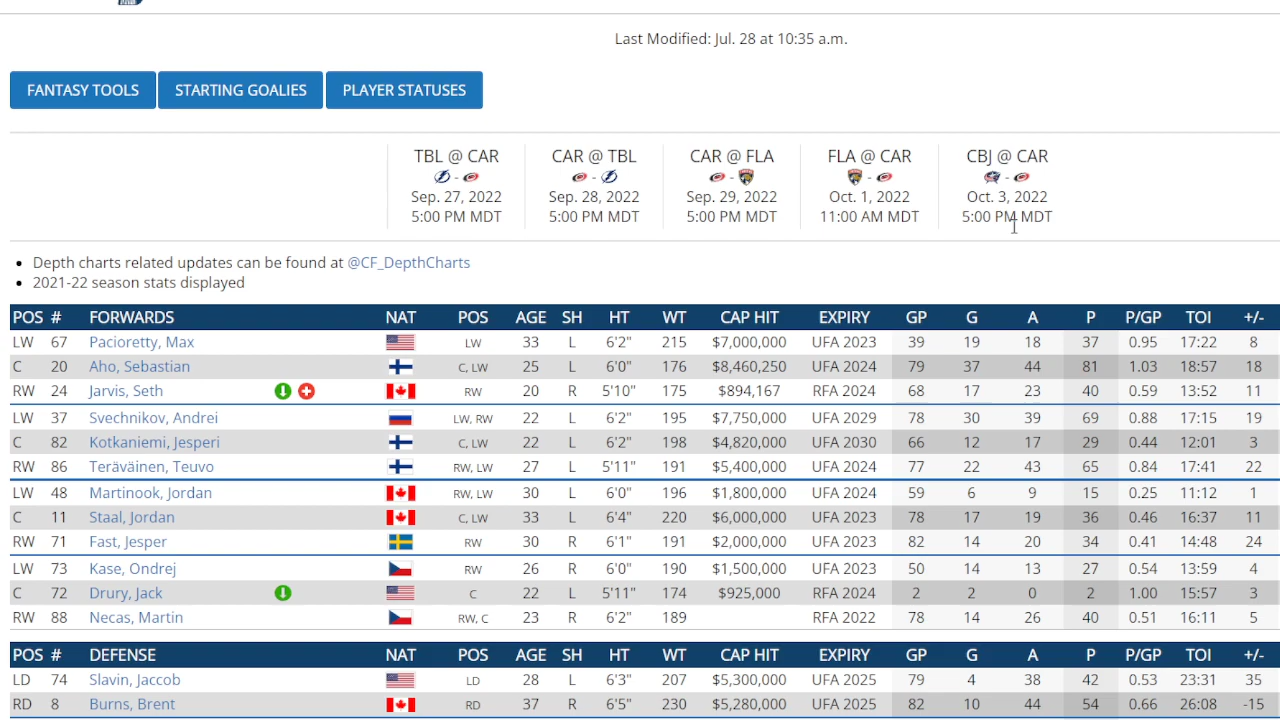 Last Modified: Jul. 28 at 10:35 a.m.
FANTASY TOOLS STARTING GOALIES PLAYER STATUSES
TBL @ CAR CAR @ TBL CAR @ FLA FLA @ CAR CBJ @ CAR
- - - - -
Sep. 27, 2022 Sep. 28, 2022 Sep. 29, 2022 Oct. 1, 2022 Oct. 3, 2022
5:00 PM MDT 5:00 PM MDT 5:00 PM MDT 11:00 AM MDT 5:00 PM MDT
• Depth charts related updates can be found at @CF_DepthCharts
• 2021-22 season stats displayed
POS # FORWARDS NAT POS AGE SH HT WT CAP HIT EXPIRY GP G A P P/GP TOI +/-
LW 67 Pacioretty, Max LW 33 L 6'2" 215 $7,000,000 UFA 2023 39 19 18 37 0.95 17:22 8
C 20 Aho, Sebastian C, LW 25 L 6'0" 176 $8,460,250 UFA 2024 79 37 44 81 1.03 18:57 18
RW 24 Jarvis, Seth RW 20 R 5'10" 175 $894,167 RFA 2024 68 17 23 40 0.59 13:52 11
LW 37 Svechnikov, Andrei LW, RW 22 L 6'2" 195 $7,750,000 UFA 2029 78 30 39 69 0.88 17:15 19
C 82 Kotkaniemi, Jesperi C, LW 22 L 6'2" 198 $4,820,000 UFA 2030 66 12 17 29 0.44 12:01 3
RW 86 Teräväinen, Teuvo RW, LW 27 L 5'11" 191 $5,400,000 UFA 2024 77 22 43 65 0.84 17:41 22
LW 48 Martinook, Jordan RW, LW 30 L 6'0" 196 $1,800,000 UFA 2024 59 6 9 15 0.25 11:12 1
C 11 Staal, Jordan C, LW 33 L 6'4" 220 $6,000,000 UFA 2023 78 17 19 36 0.46 16:37 11
RW 71 Fast, Jesper RW 30 R 6'1" 191 $2,000,000 UFA 2023 82 14 20 34 0.41 14:48 24
LW 73 Kase, Ondrej RW 26 R 6'0" 190 $1,500,000 UFA 2023 50 14 13 27 0.54 13:59 4
C 72 Drury, Jack C 22 L 5'11" 174 $925,000 RFA 2024 2 2 0 2 1.00 15:57 3
RW 88 Necas, Martin RW, C 23 R 6'2" 189 RFA 2022 78 14 26 40 0.51 16:11 5
POS # DEFENSE NAT POS AGE SH HT WT CAP HIT EXPIRY GP G A P P/GP TOI +/-
LD 74 Slavin, Jaccob LD 28 L 6'3" 207 $5,300,000 UFA 2025 79 4 38 42 0.53 23:31 35
RD 8 Burns, Brent RD 37 R 6'5" 230 $5,280,000 UFA 2025 82 10 44 54 0.66 26:08 -15